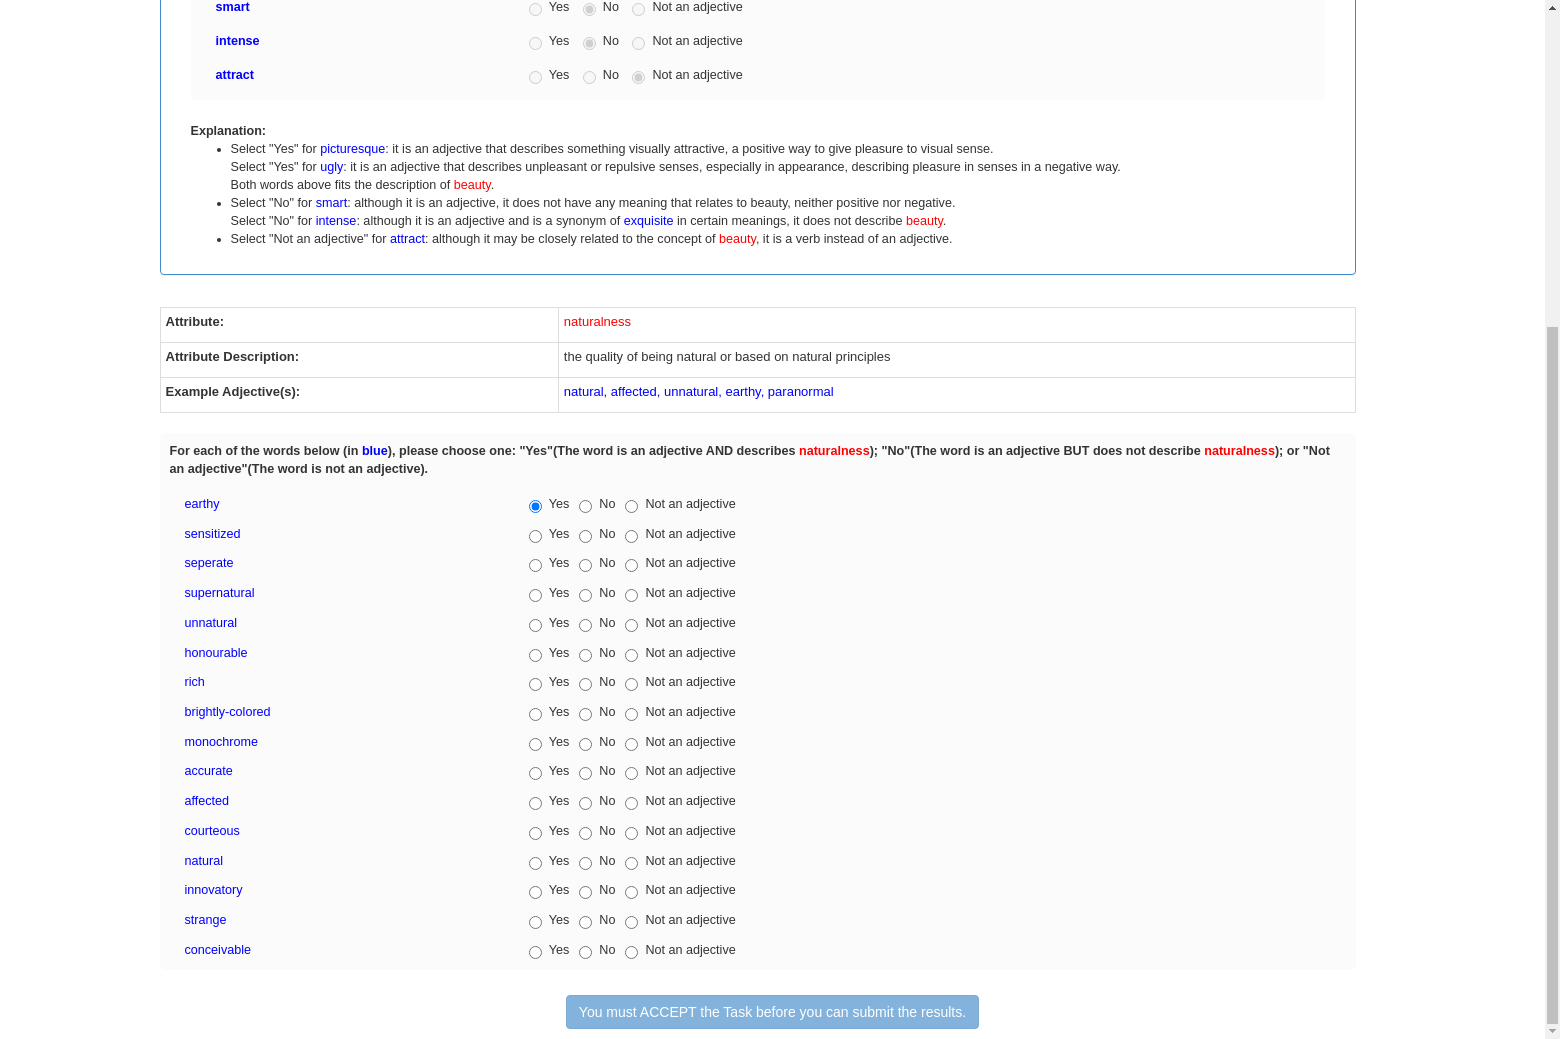 smart Yes No Not an adjective
intense Yes No Not an adjective
attract Yes No Not an adjective
Explanation:
Select "Yes" for picturesque: it is an adjective that describes something visually attractive, a positive way to give pleasure to visual sense.
Select "Yes" for ugly: it is an adjective that describes unpleasant or repulsive senses, especially in appearance, describing pleasure in senses in a negative way.
Both words above fits the description of beauty.
Select "No" for smart: although it is an adjective, it does not have any meaning that relates to beauty, neither positive nor negative.
Select "No" for intense: although it is an adjective and is a synonym of exquisite in certain meanings, it does not describe beauty.
Select "Not an adjective" for attract: although it may be closely related to the concept of beauty, it is a verb instead of an adjective.
Attribute: naturalness
Attribute Description: the quality of being natural or based on natural principles
Example Adjective(s): natural, affected, unnatural, earthy, paranormal
For each of the words below (in blue), please choose one: "Yes"(The word is an adjective AND describes naturalness); "No"(The word is an adjective BUT does not describe naturalness); or "Not
an adjective"(The word is not an adjective).
earthy Yes No Not an adjective
sensitized Yes No Not an adjective
seperate Yes No Not an adjective
supernatural Yes No Not an adjective
unnatural Yes No Not an adjective
honourable Yes No Not an adjective
rich Yes No Not an adjective
brightly-colored Yes No Not an adjective
monochrome Yes No Not an adjective
accurate Yes No Not an adjective
affected Yes No Not an adjective
courteous Yes No Not an adjective
natural Yes No Not an adjective
innovatory Yes No Not an adjective
strange Yes No Not an adjective
conceivable Yes No Not an adjective
You must ACCEPT the Task before you can submit the results.